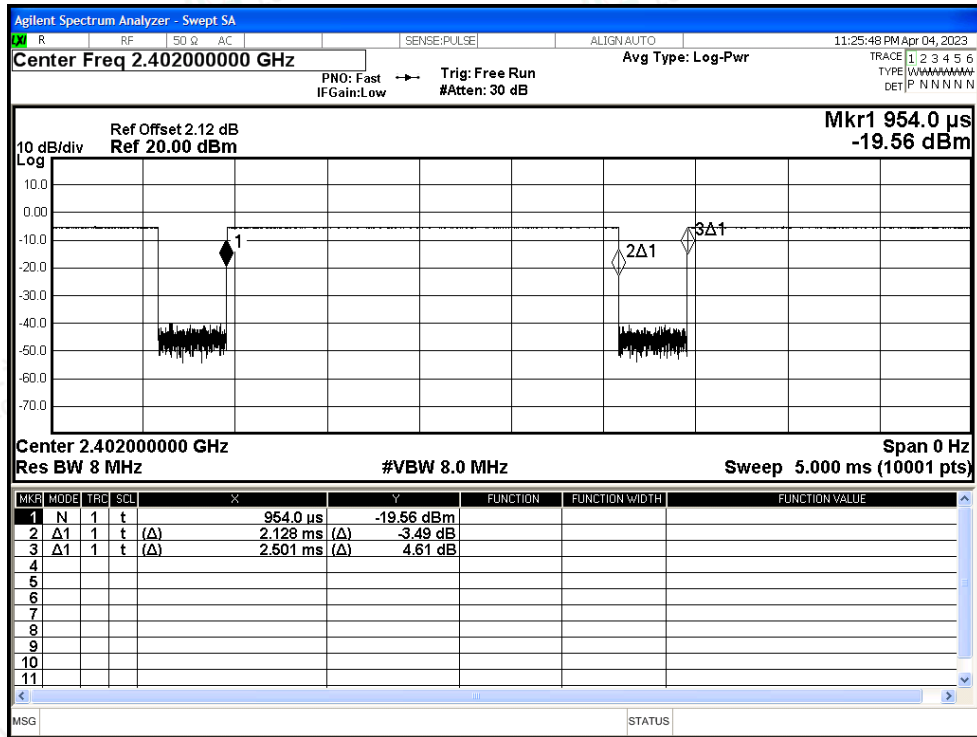 Agilent Spectrum Analyzer - Swept SA
LXI R RF 50 Ω AC SENSE:PULSE ALIGN AUTO 11:25:48 PM Apr 04, 2023
Center Freq 2.402000000 GHz
PNO: Fast
IFGain:Low
Trig: Free Run
#Atten: 30 dB
Avg Type: Log-Pwr
TRACE 1 2 3 4 5 6
TYPE WWWWWW
DET P N N N N N
Mkr1 954.0 µs
-19.56 dBm
Ref Offset 2.12 dB
10 dB/div Ref 20.00 dBm
Log
10.0
0.00
-10.0
-20.0
-30.0
-40.0
-50.0
-60.0
-70.0
1
2Δ1
3Δ1
Center 2.402000000 GHz Span 0 Hz
Res BW 8 MHz #VBW 8.0 MHz Sweep 5.000 ms (10001 pts)
MKR MODE TRC SCL X Y FUNCTION FUNCTION WIDTH FUNCTION VALUE
1 N 1 t 954.0 µs -19.56 dBm
2 Δ1 1 t (Δ) 2.128 ms (Δ) -3.49 dB
3 Δ1 1 t (Δ) 2.501 ms (Δ) 4.61 dB
4
5
6
7
8
9
10
11
MSG STATUS